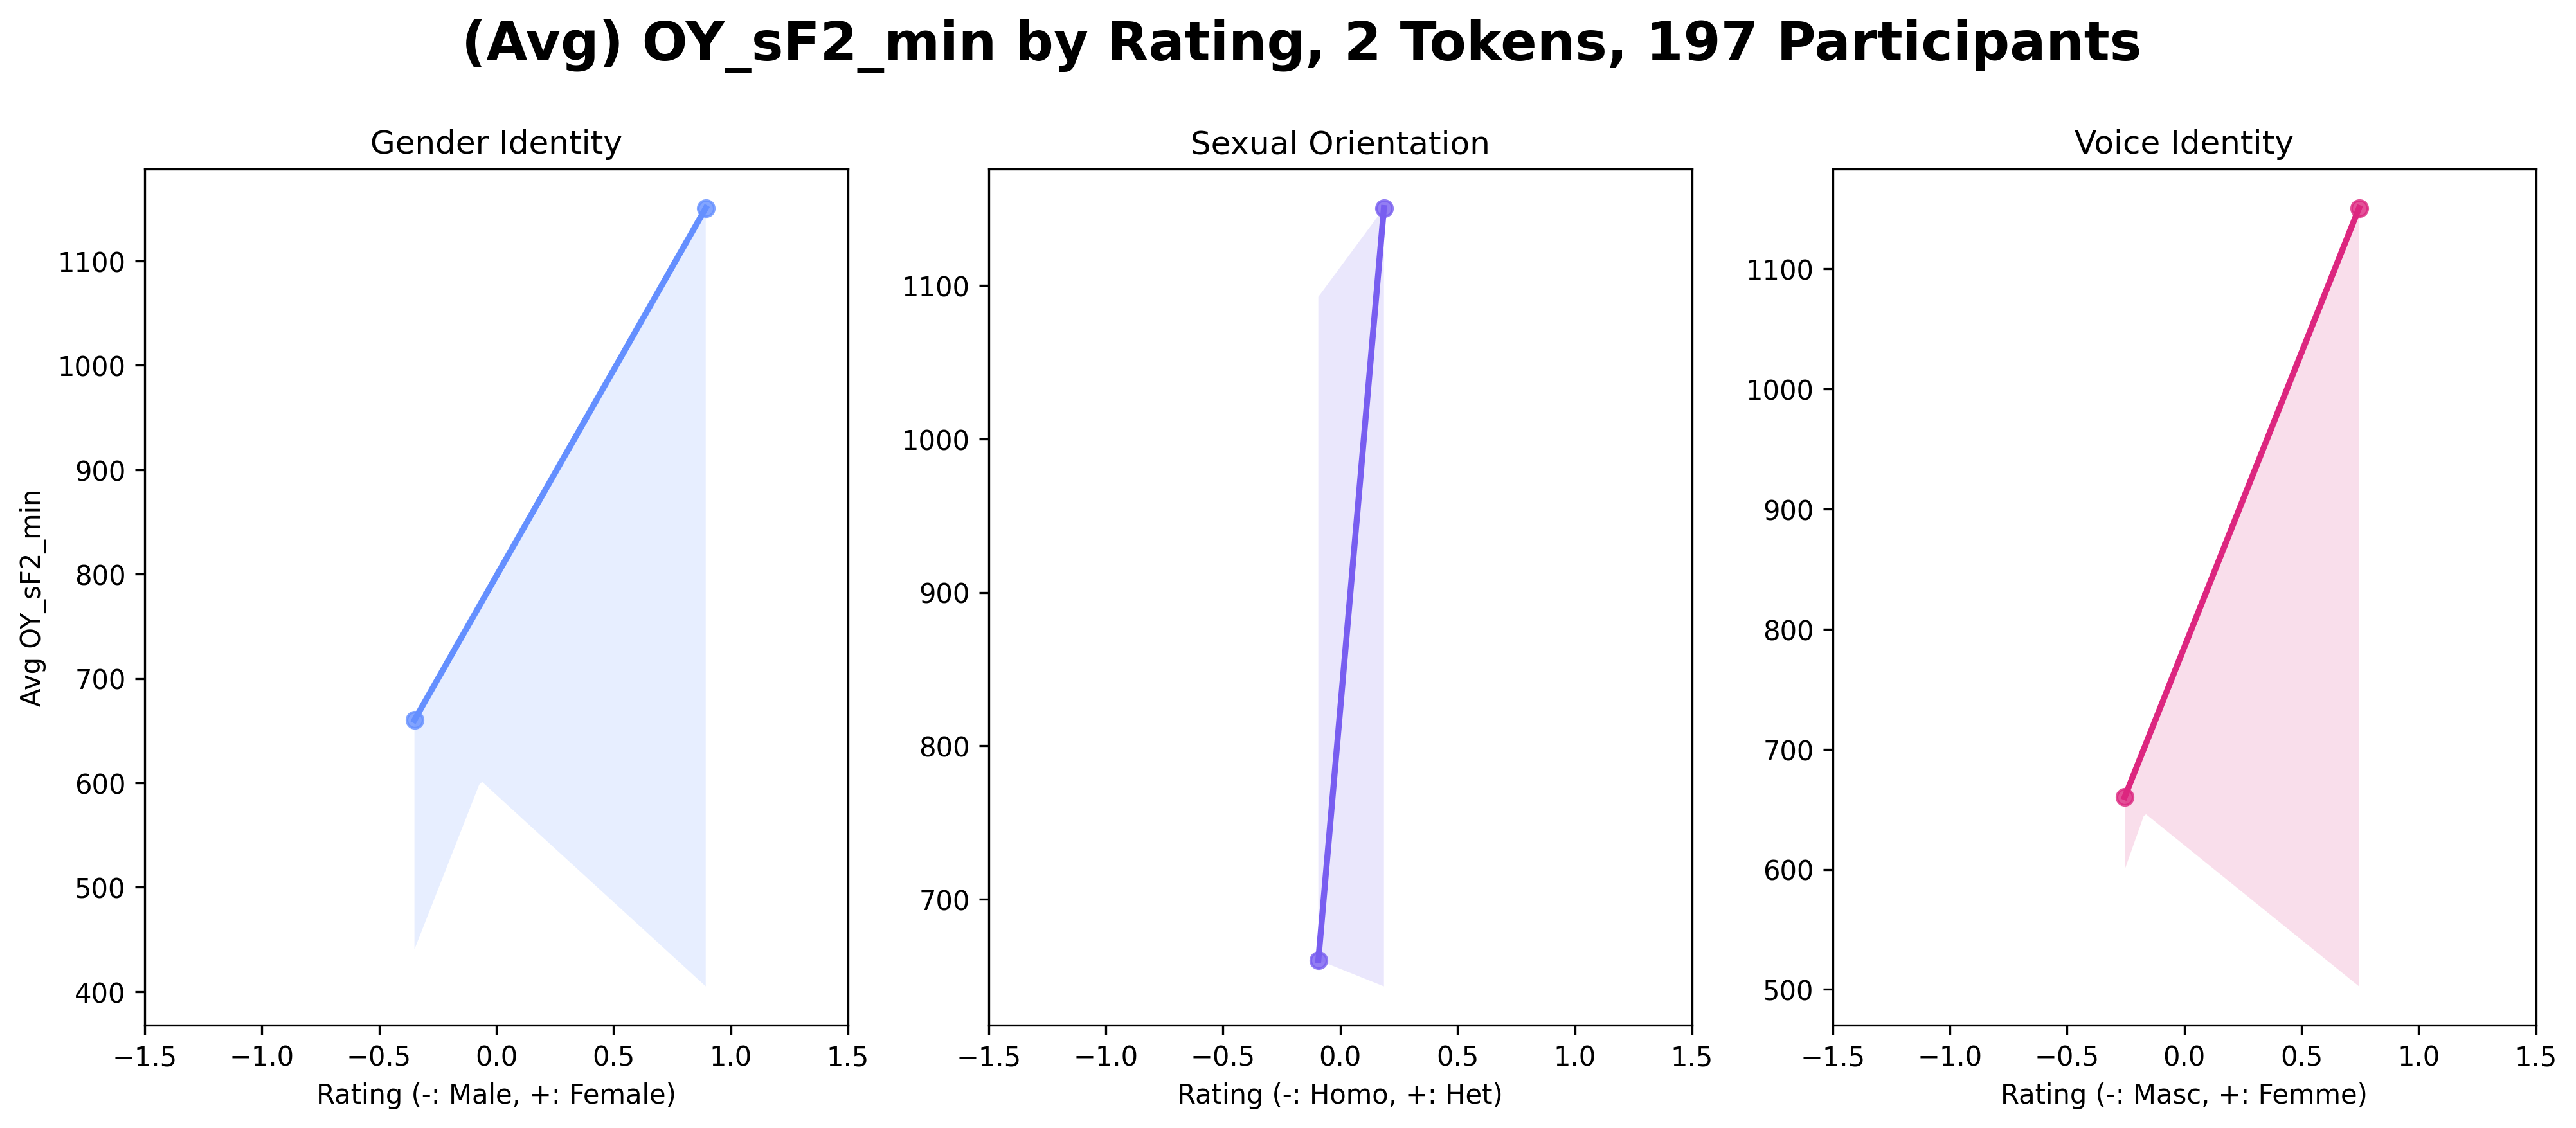 (Avg) OY_sF2_min by Rating, 2 Tokens, 197 Participants
Gender Identity
Avg OY_sF2_min
1100
1000
900
800
700
600
500
400
−1.5 −1.0 −0.5 0.0 0.5 1.0 1.5
Rating (-: Male, +: Female)
Sexual Orientation
1100
1000
900
800
700
−1.5 −1.0 −0.5 0.0 0.5 1.0 1.5
Rating (-: Homo, +: Het)
Voice Identity
1100
1000
900
800
700
600
500
−1.5 −1.0 −0.5 0.0 0.5 1.0 1.5
Rating (-: Masc, +: Femme)